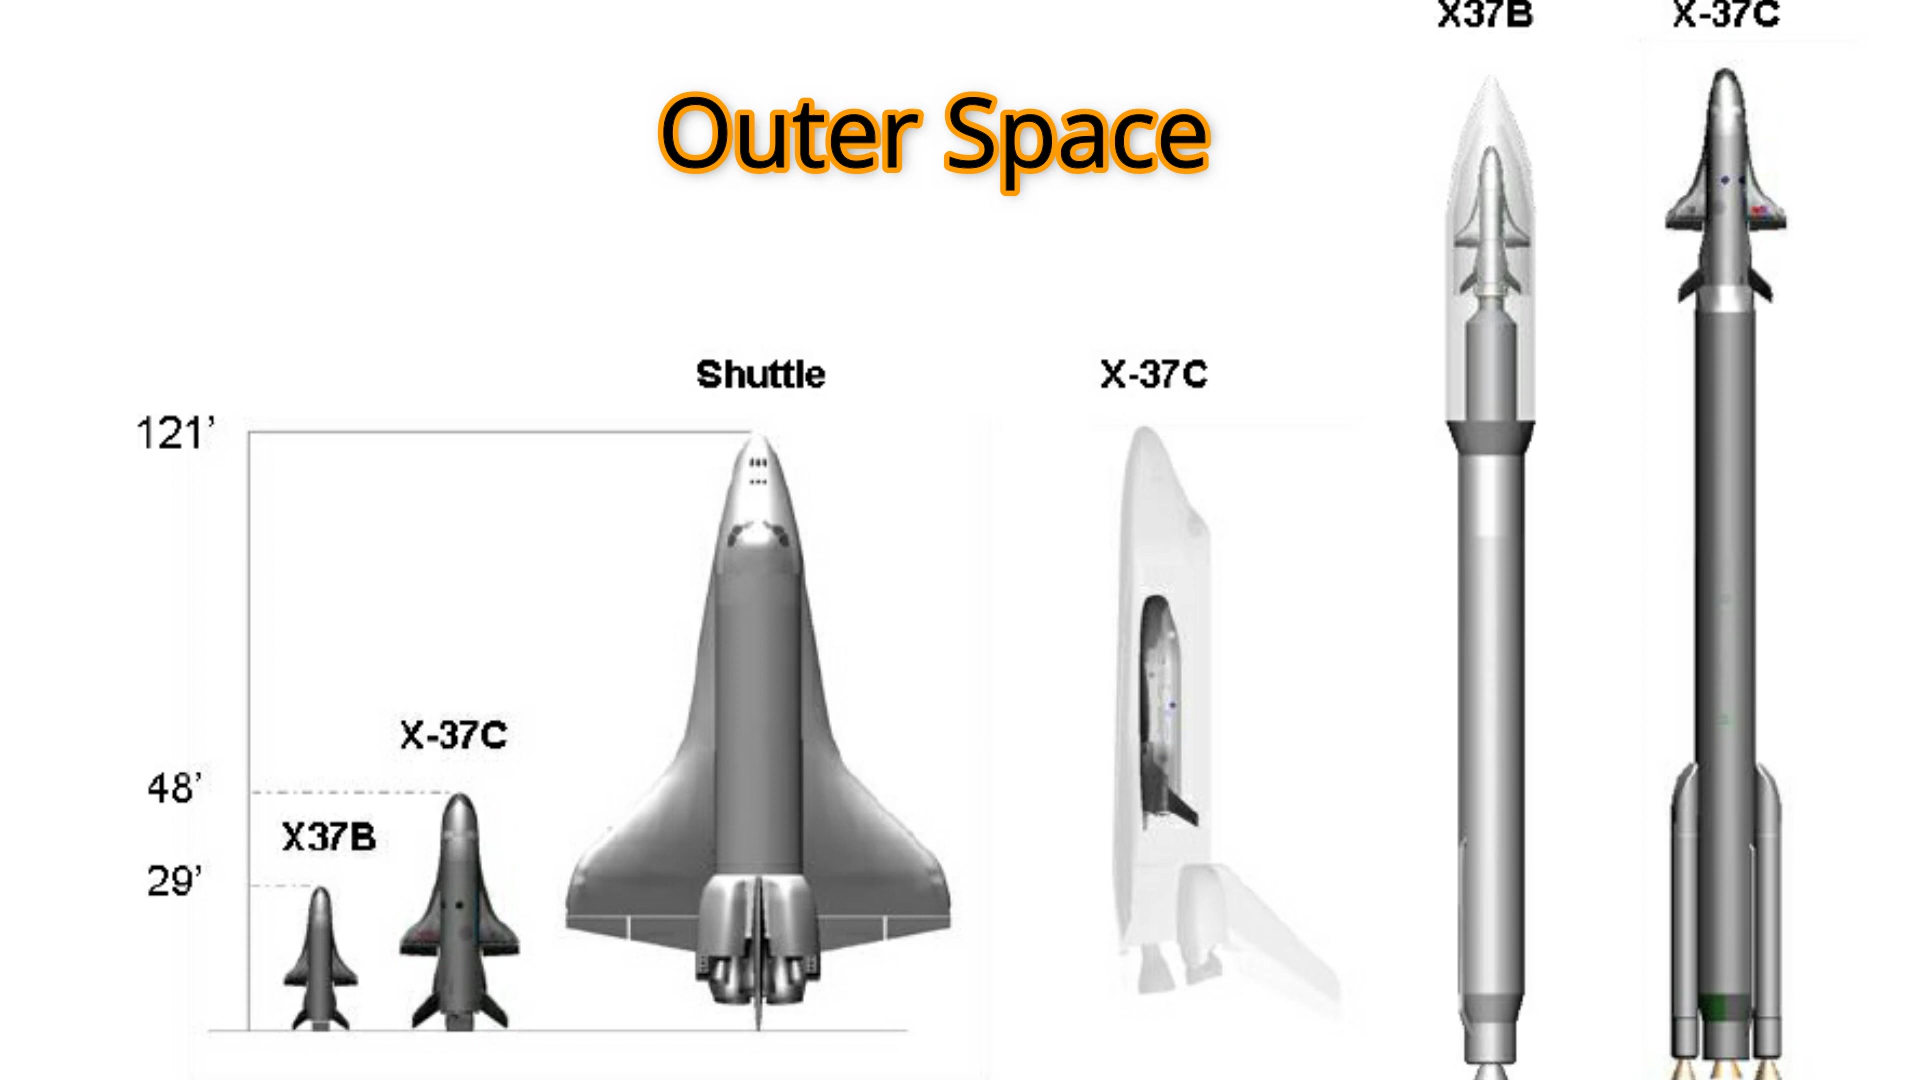 X37B
X-37C
Outer Space
Shuttle
X-37C
121’
X-37C
48’
X37B
29’